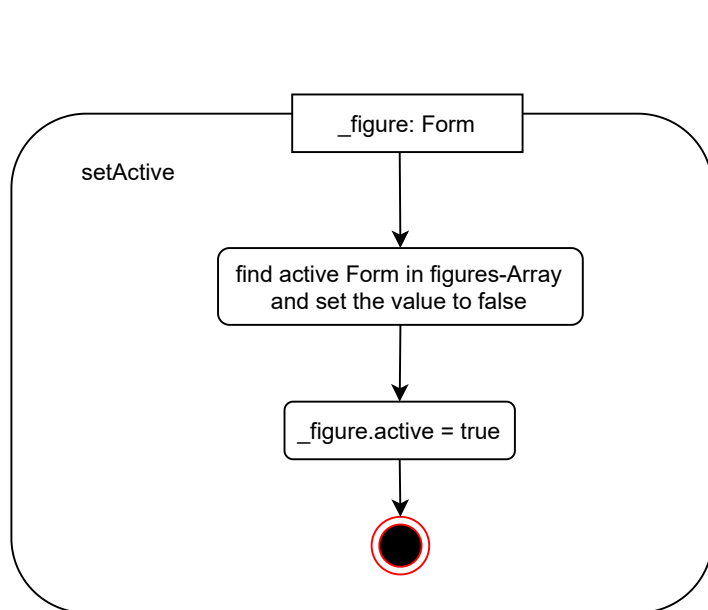 _figure: Form
setActive
find active Form in figures-Array
and set the value to false
_figure.active = true